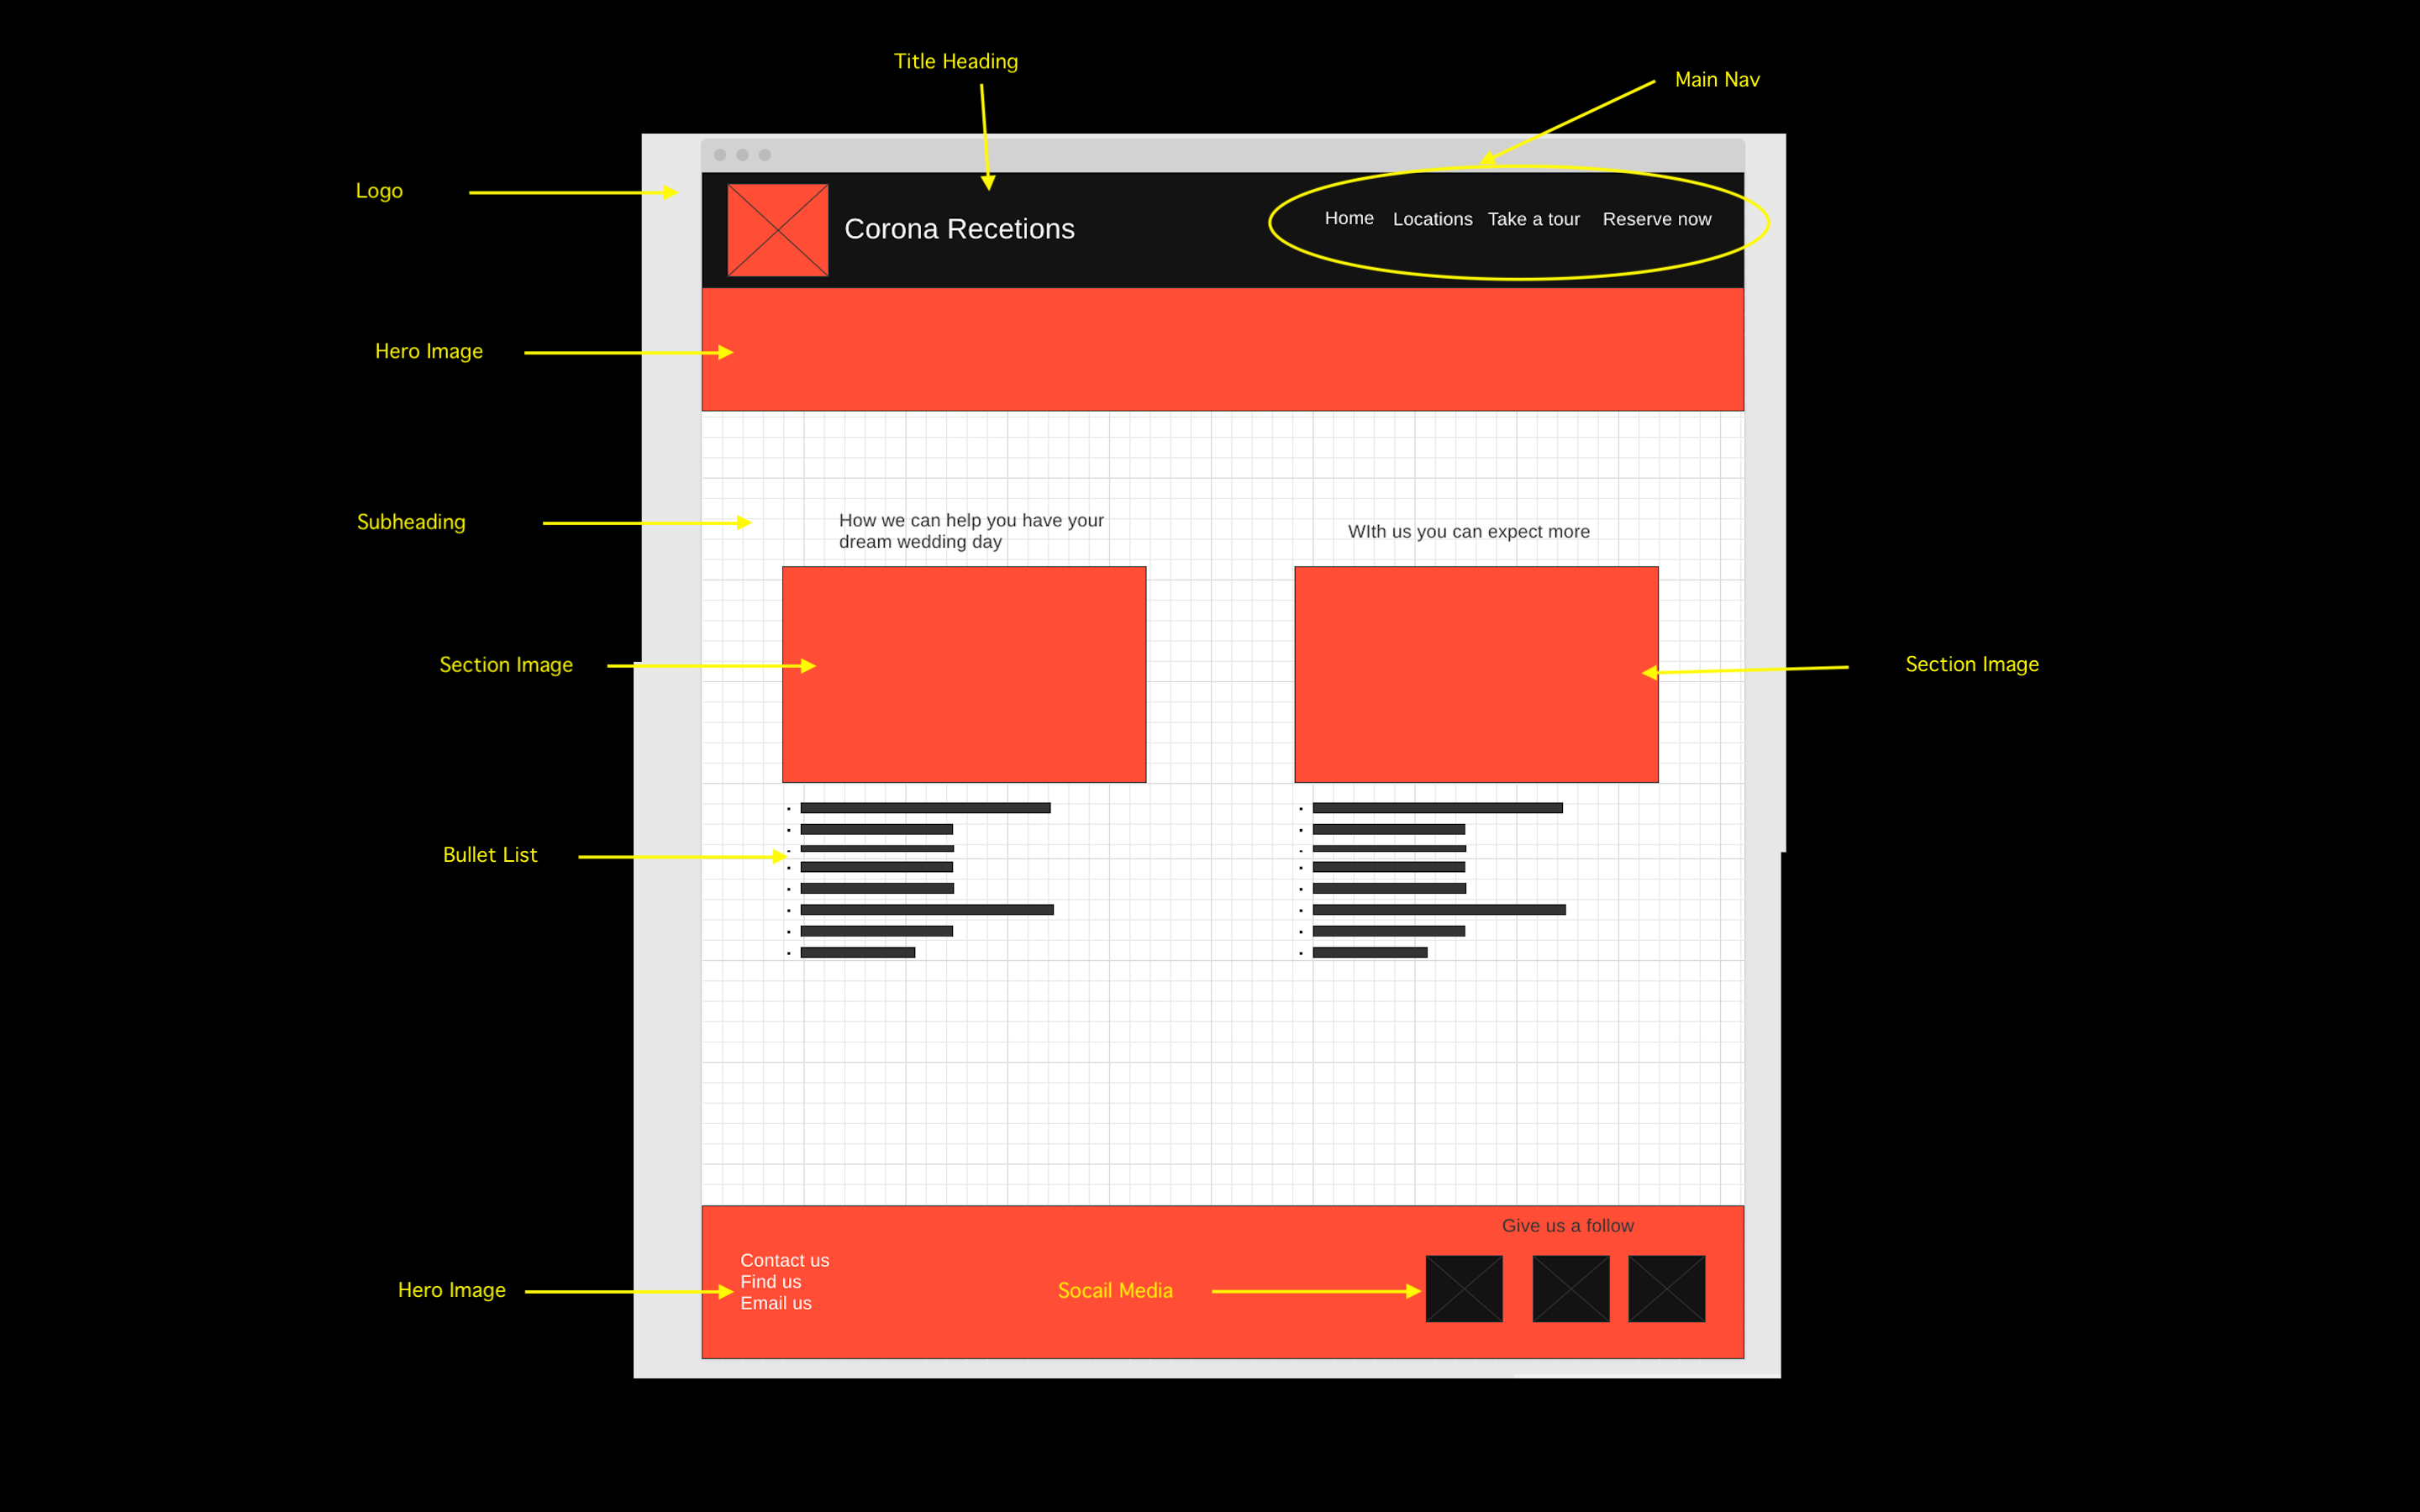 Title Heading
Main Nav
Logo
Corona Recetions
Home Locations Take a tour Reserve now
Hero Image
Subheading
How we can help you have your
dream wedding day
WIth us you can expect more
Section Image
Section Image
Bullet List
Give us a follow
Contact us
Find us
Email us
Hero Image
Socail Media